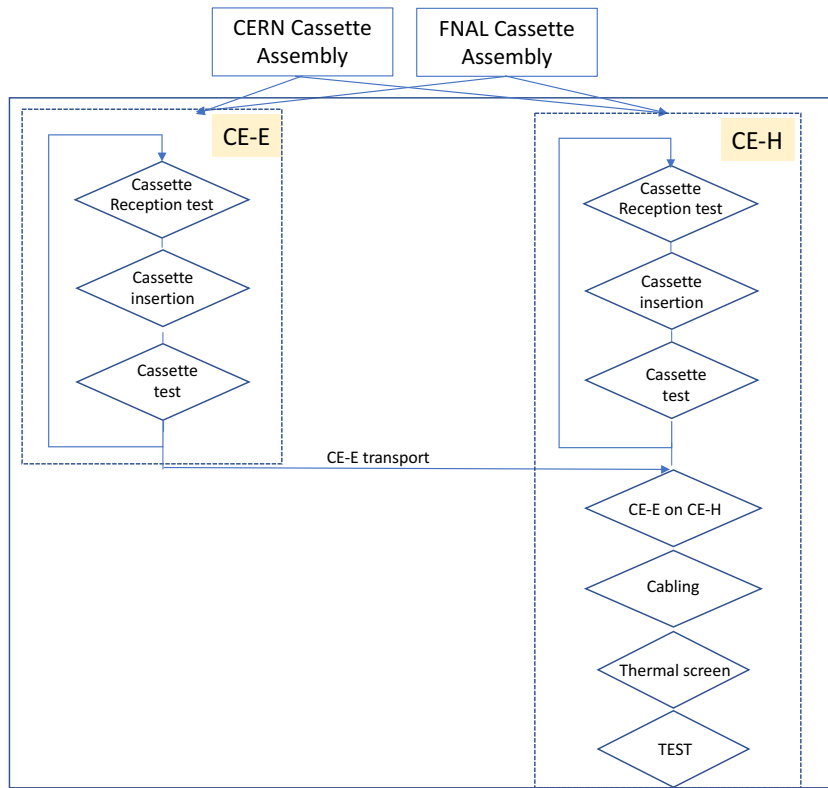 CERN Cassette
Assembly
FNAL Cassette
Assembly
CE-E
Cassette
Reception test
Cassette
insertion
Cassette
test
CE-E transport
CE-H
Cassette
Reception test
Cassette
insertion
Cassette
test
CE-E on CE-H
Cabling
Thermal screen
TEST